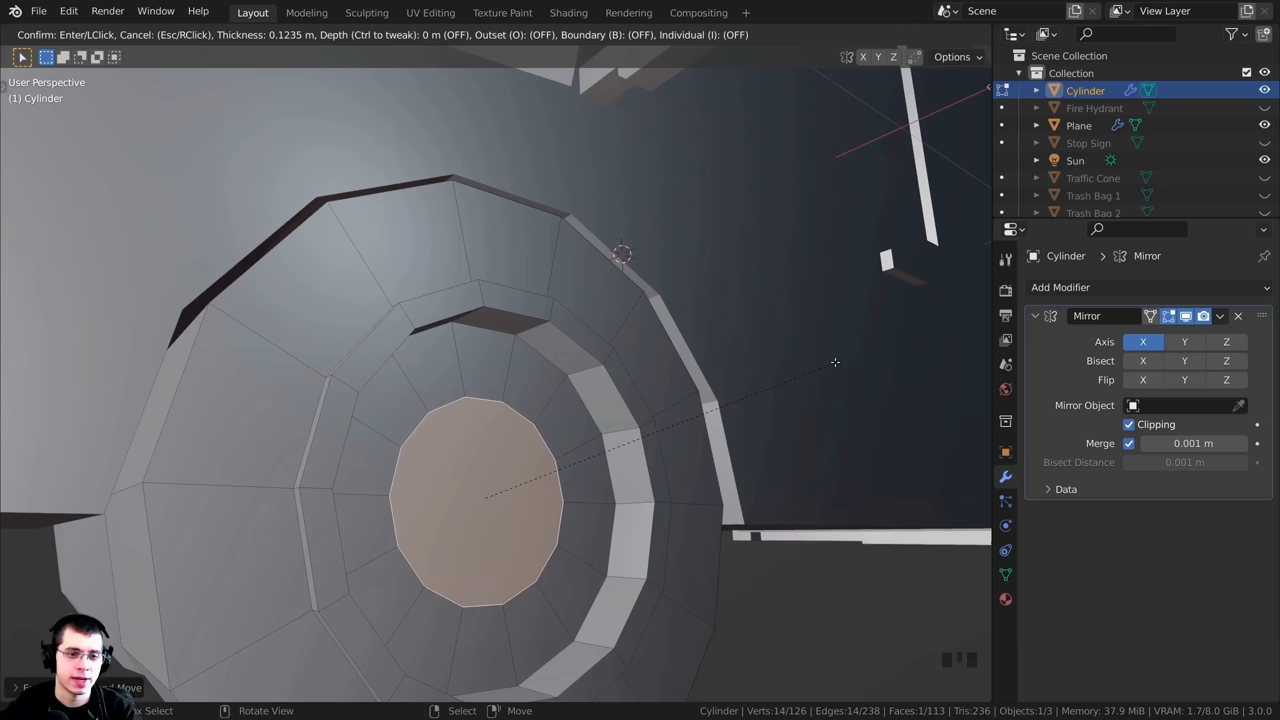 File Edit Render Window Help Layout Modeling Sculpting UV Editing Texture Paint Shading Rendering Compositing + Scene View Layer
Confirm: Enter/LClick, Cancel: (Esc/RClick), Thickness: 0.1235 m, Depth (Ctrl to tweak): 0 m (OFF), Outset (O): (OFF), Boundary (B): (OFF), Individual (I): (OFF)
X Y Z Options
User Perspective
(1) Cylinder
Scene Collection
Collection
Cylinder
Fire Hydrant
Plane
Stop Sign
Sun
Traffic Cone
Trash Bag 1
Trash Bag 2
Cylinder > Mirror
Add Modifier
Mirror
Axis X Y Z
Bisect X Y Z
Flip X Y Z
Mirror Object
Clipping
Merge 0.001 m
Bisect Distance 0.001 m
Data
Move
Select Rotate View Select Move Cylinder | Verts:14/126 | Edges:14/238 | Faces:1/113 | Tris:236 | Objects:1/3 | Memory: 37.9 MiB | VRAM: 1.7/8.0 GiB | 3.0.0